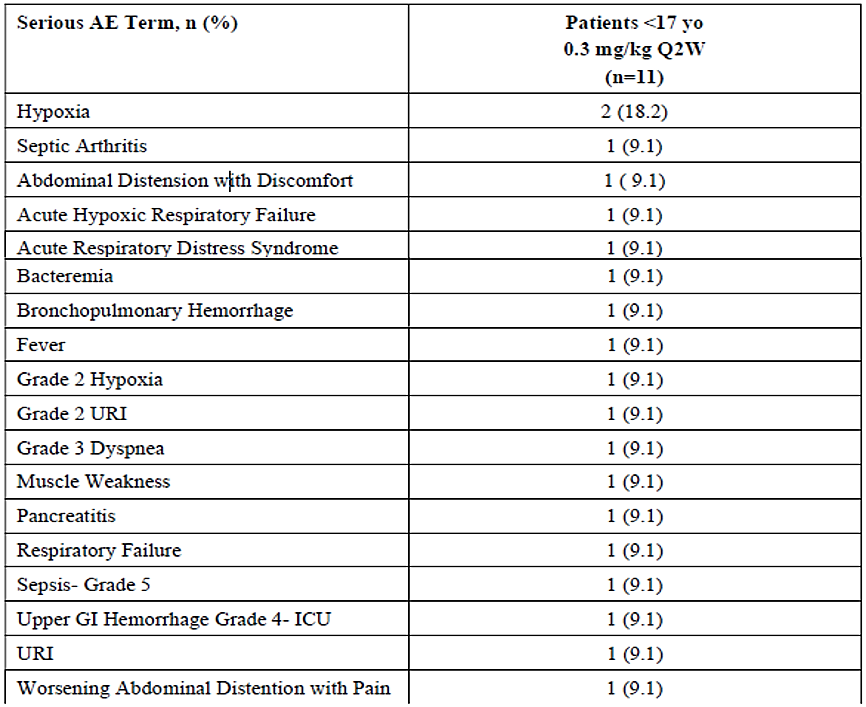 Serious AE Term, n (%)
Patients <17 yo
0.3 mg/kg Q2W
(n=11)
Hypoxia 2 (18.2)
Septic Arthritis 1 (9.1)
Abdominal Distension with Discomfort 1 ( 9.1)
Acute Hypoxic Respiratory Failure 1 (9.1)
Acute Respiratory Distress Syndrome 1 (9.1)
Bacteremia 1 (9.1)
Bronchopulmonary Hemorrhage 1 (9.1)
Fever 1 (9.1)
Grade 2 Hypoxia 1 (9.1)
Grade 2 URI 1 (9.1)
Grade 3 Dyspnea 1 (9.1)
Muscle Weakness 1 (9.1)
Pancreatitis 1 (9.1)
Respiratory Failure 1 (9.1)
Sepsis- Grade 5 1 (9.1)
Upper GI Hemorrhage Grade 4- ICU 1 (9.1)
URI 1 (9.1)
Worsening Abdominal Distention with Pain 1 (9.1)